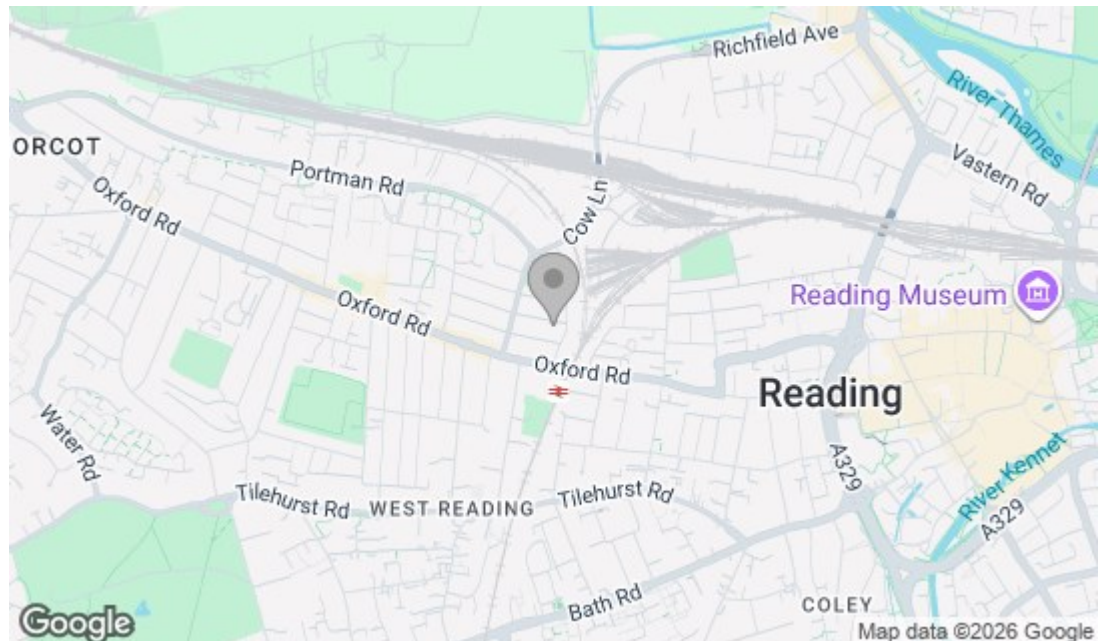 Richfield Ave
River Thames
ORCOT
Portman Rd
Vastern Rd
Oxford Rd
Cow Ln
Reading Museum
Oxford Rd
Oxford Rd
Reading
Water Rd
A329
River Kennet
Tilehurst Rd
WEST READING
Tilehurst Rd
A329
Bath Rd
COLEY
Google
Map data ©2026 Google